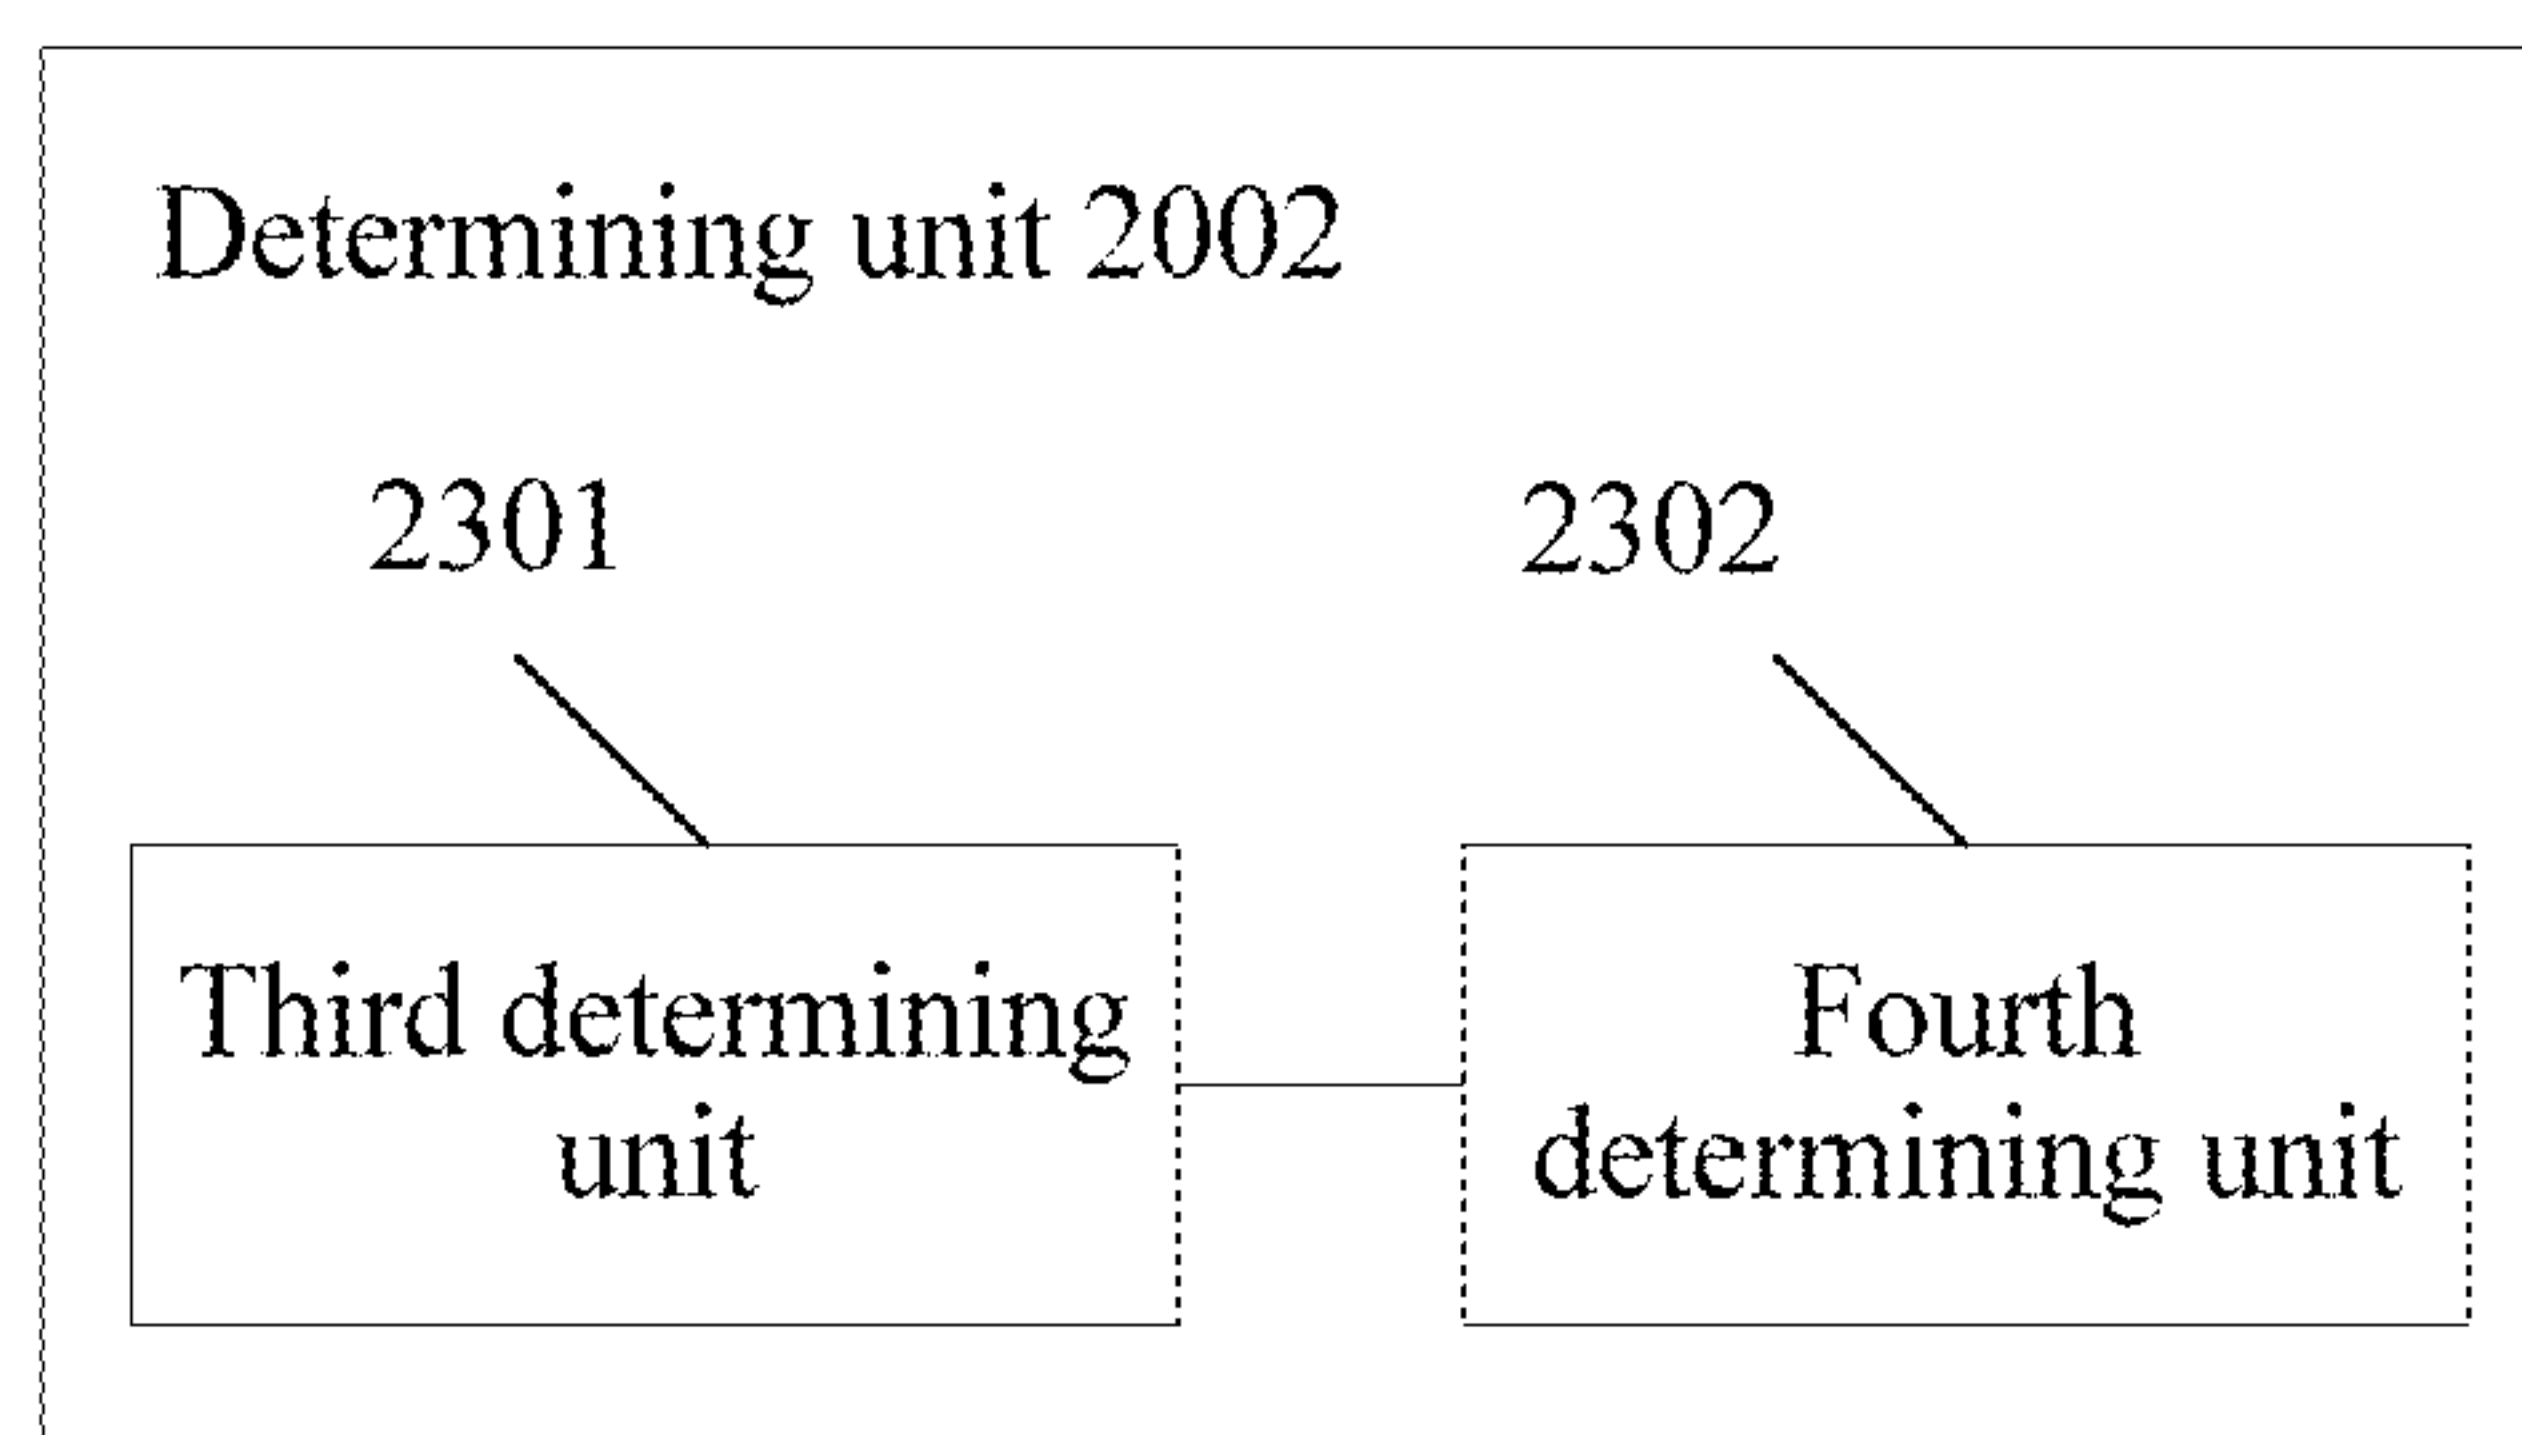 Determining unit 2002
2301
2302
Third determining
unit
Fourth
determining unit